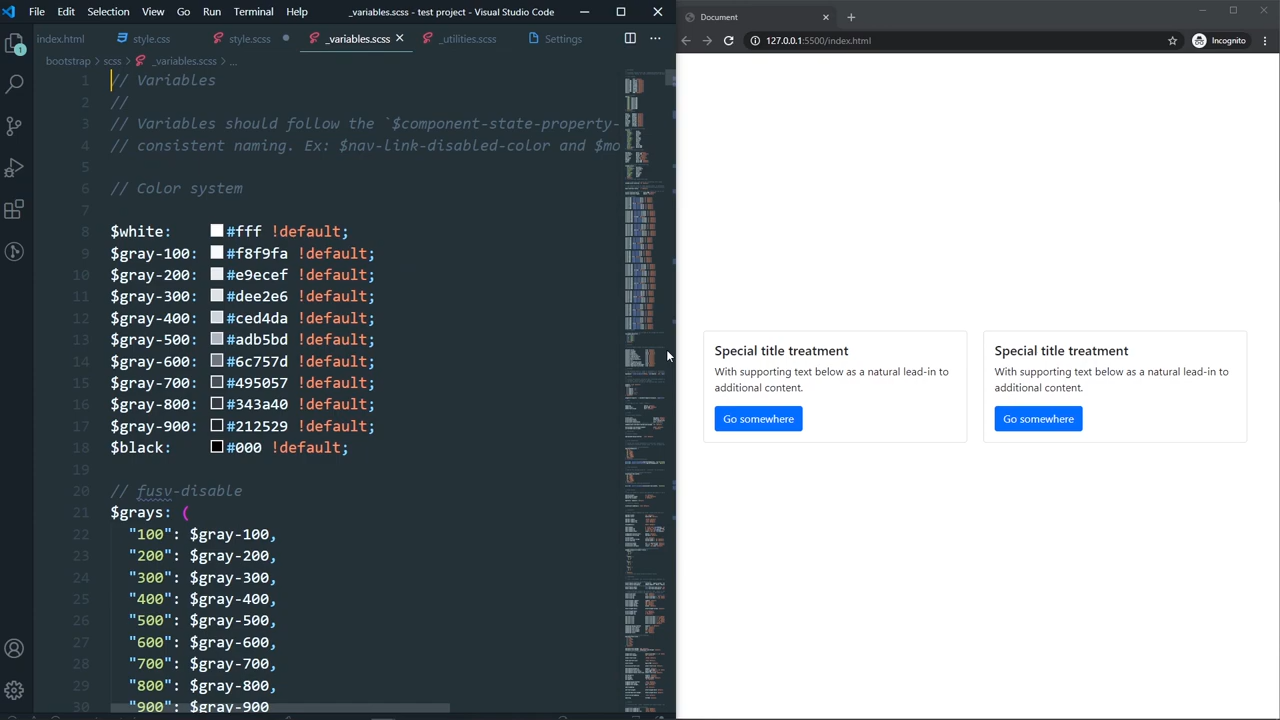 File Edit Selection View Go Run Terminal Help _variables.scss - test project - Visual Studio Code
index.html style.css style.scss _variables.scss _utilities.scss Settings
bootsrap > scss > _variables.scss > ...
1 // Variables
2 //
3 // Variables should follow the `$component-state-property-
4 // consistent naming. Ex: $nav-link-disabled-color and $mo
5
6 // Color system
7
8 $white: #fff !default;
9 $gray-100: #f8f9fa !default;
10 $gray-200: #e9ecef !default;
11 $gray-300: #dee2e6 !default;
12 $gray-400: #ced4da !default;
13 $gray-500: #adb5bd !default;
14 $gray-600: #6c757d !default;
15 $gray-700: #495057 !default;
16 $gray-800: #343a40 !default;
17 $gray-900: #212529 !default;
18 $black: #000 !default;
19
20 // fusv-disable
21 $grays: (
22 "100": $gray-100,
23 "200": $gray-200,
24 "300": $gray-300,
25 "400": $gray-400,
26 "500": $gray-500,
27 "600": $gray-600,
28 "700": $gray-700,
29 "800": $gray-800,
30 "900": $gray-900
1
Document
127.0.0.1:5500/index.html Incognito
Special title treatment
With supporting text below as a natural lead-in to
additional content.
Go somewhere
Special title treatment
With supporting text below as a natural lead-in to
additional content.
Go somewhere